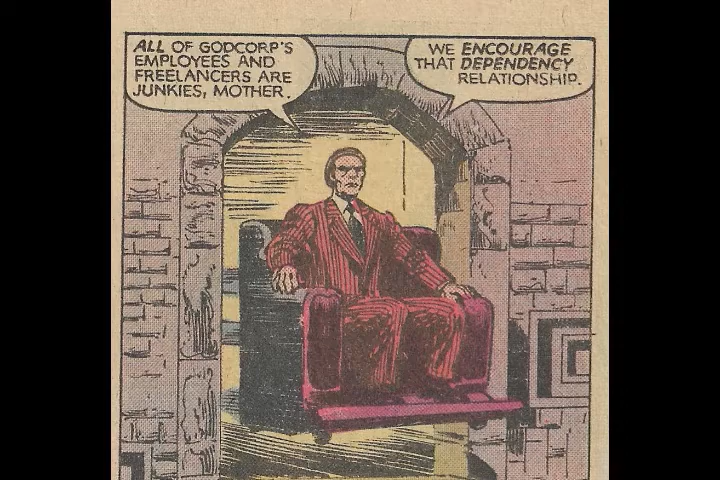 ALL OF GODCORP'S
EMPLOYEES AND
FREELANCERS ARE
JUNKIES, MOTHER.
WE ENCOURAGE
THAT DEPENDENCY
RELATIONSHIP.